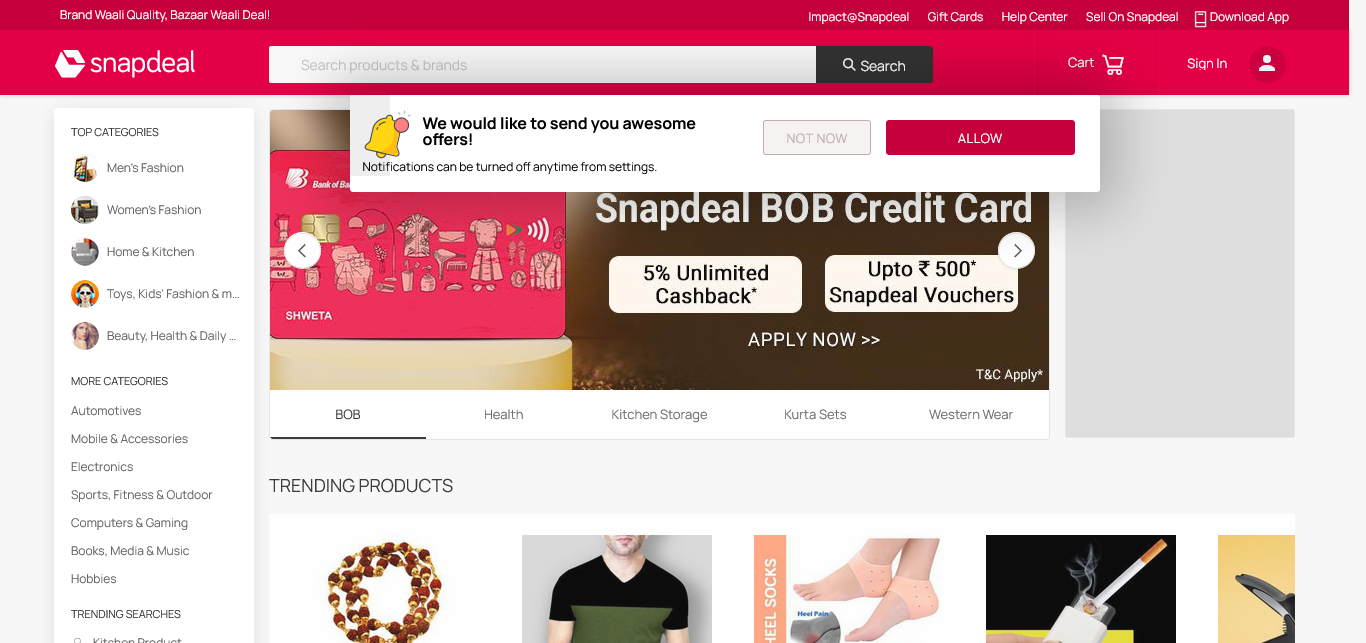 Brand Waali Quality, Bazaar Waali Deal!
Impact@Snapdeal
Gift Cards
Help Center
Sell On Snapdeal
Download App
snapdeal
Search products & brands
Search
Cart
Sign In
We would like to send you awesome
offers!
Notifications can be turned off anytime from settings.
NOT NOW
ALLOW
TOP CATEGORIES
Men's Fashion
Women's Fashion
Home & Kitchen
Toys, Kids' Fashion & m...
Beauty, Health & Daily ...
MORE CATEGORIES
Automotives
Mobile & Accessories
Electronics
Sports, Fitness & Outdoor
Computers & Gaming
Books, Media & Music
Hobbies
TRENDING SEARCHES
Kitchen Product
Bank of
SHWETA
Snapdeal BOB Credit Card
5% Unlimited
Cashback*
Upto ₹ 500*
Snapdeal Vouchers
APPLY NOW >>
T&C Apply*
BOB
Health
Kitchen Storage
Kurta Sets
Western Wear
TRENDING PRODUCTS
HEEL SOCKS
Heel Pain